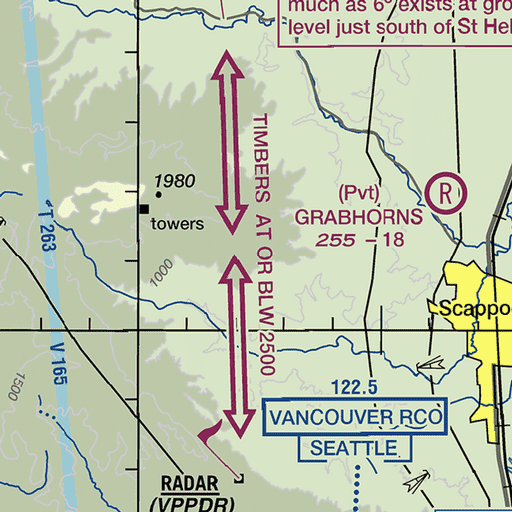 much as 6° exists at gro
level just south of St Hel
TIMBERS AT OR BLW 2500
1980
towers
(Pvt)
GRABHORNS
255 - 18
R
T 263
1000
Scappoo
V 165
1500
122.5
VANCOUVER RCO
SEATTLE
RADAR
(VPPDR)